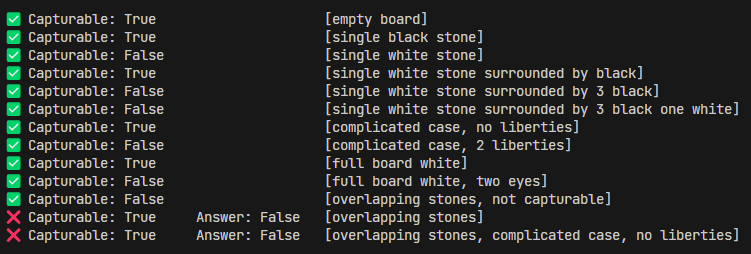 ✅ Capturable: True [empty board]
✅ Capturable: True [single black stone]
✅ Capturable: False [single white stone]
✅ Capturable: True [single white stone surrounded by black]
✅ Capturable: False [single white stone surrounded by 3 black]
✅ Capturable: False [single white stone surrounded by 3 black one white]
✅ Capturable: True [complicated case, no liberties]
✅ Capturable: False [complicated case, 2 liberties]
✅ Capturable: True [full board white]
✅ Capturable: False [full board white, two eyes]
✅ Capturable: False [overlapping stones, not capturable]
❌ Capturable: True Answer: False [overlapping stones]
❌ Capturable: True Answer: False [overlapping stones, complicated case, no liberties]